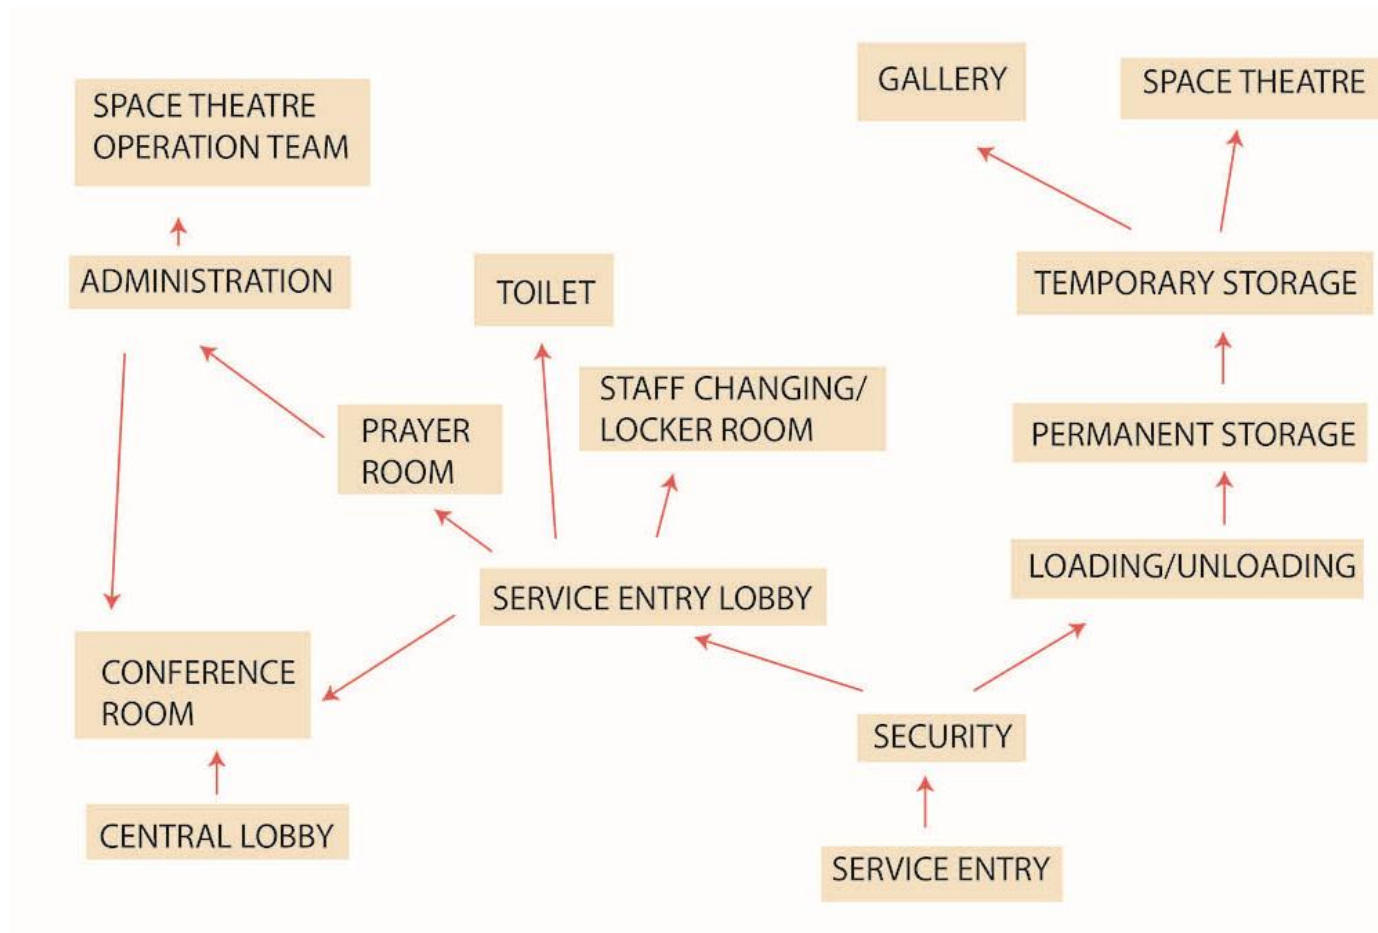 GALLERY
SPACE THEATRE
SPACE THEATRE
OPERATION TEAM
ADMINISTRATION
TOILET
TEMPORARY STORAGE
STAFF CHANGING/
LOCKER ROOM
PRAYER
ROOM
PERMANENT STORAGE
LOADING/UNLOADING
SERVICE ENTRY LOBBY
CONFERENCE
ROOM
SECURITY
CENTRAL LOBBY
SERVICE ENTRY